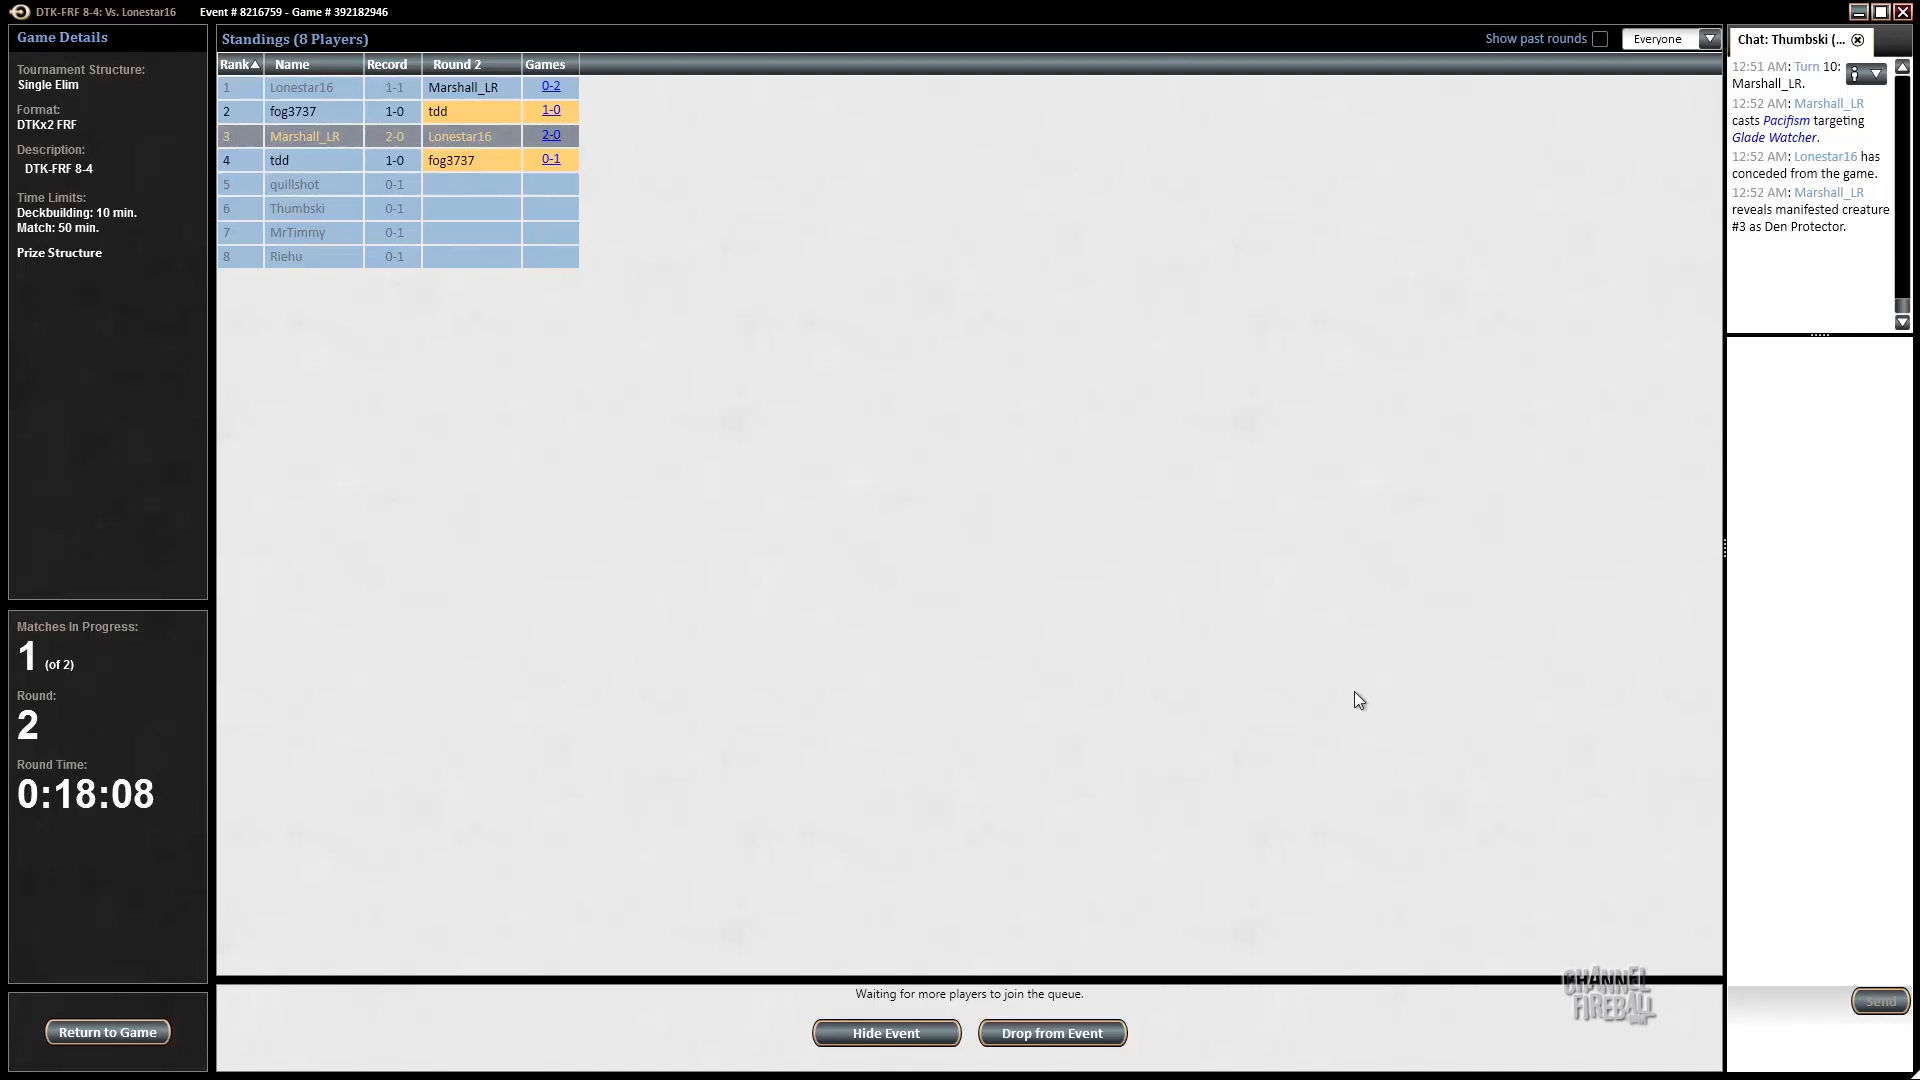 DTK-FRF 8-4: Vs. Lonestar16
Event # 8216759 - Game # 392182946
Game Details
Tournament Structure:
Single Elim
Format:
DTKx2 FRF
Description:
DTK-FRF 8-4
Time Limits:
Deckbuilding: 10 min.
Match: 50 min.
Prize Structure
Matches In Progress:
1 (of 2)
Round:
2
Round Time:
0:18:08
Return to Game
Standings (8 Players)
Show past rounds
Everyone
Rank Name Record Round 2 Games
1 Lonestar16 1-1 Marshall_LR 0-2
2 fog3737 1-0 tdd 1-0
3 Marshall_LR 2-0 Lonestar16 2-0
4 tdd 1-0 fog3737 0-1
5 quillshot 0-1
6 Thumbski 0-1
7 MrTimmy 0-1
8 Riehu 0-1
Waiting for more players to join the queue.
Hide Event Drop from Event
CHANNEL
FIREBALL
Chat: Thumbski (...
12:51 AM: Turn 10:
Marshall_LR.
12:52 AM: Marshall_LR
casts Pacifism targeting
Glade Watcher.
12:52 AM: Lonestar16 has
conceded from the game.
12:52 AM: Marshall_LR
reveals manifested creature
#3 as Den Protector.
Send